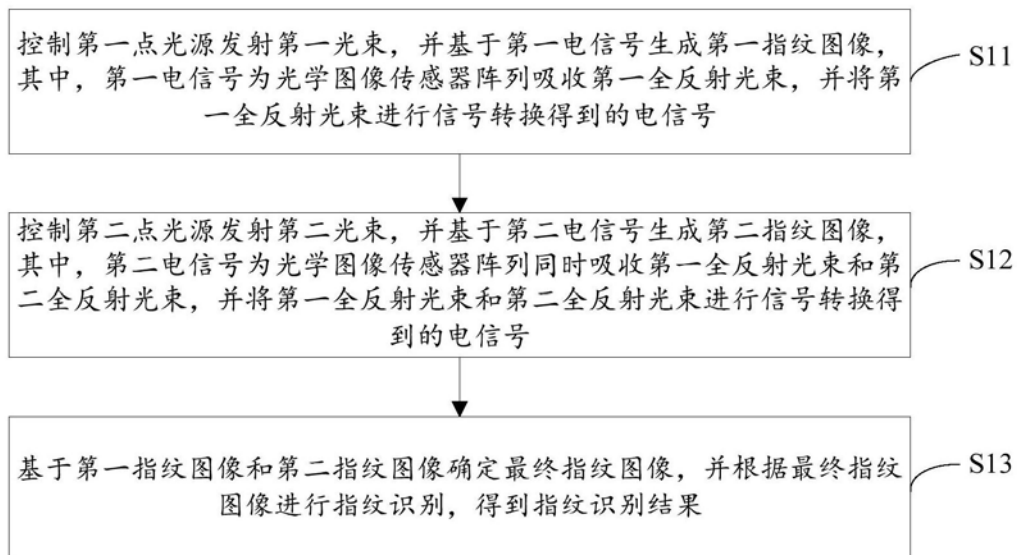 控制第一点光源发射第一光束，并基于第一电信号生成第一指纹图像，
其中，第一电信号为光学图像传感器阵列吸收第一全反射光束，并将第
一全反射光束进行信号转换得到的电信号
S11
控制第二点光源发射第二光束，并基于第二电信号生成第二指纹图像，
其中，第二电信号为光学图像传感器阵列同时吸收第一全反射光束和第
二全反射光束，并将第一全反射光束和第二全反射光束进行信号转换得
到的电信号
S12
基于第一指纹图像和第二指纹图像确定最终指纹图像，并根据最终指纹
图像进行指纹识别，得到指纹识别结果
S13